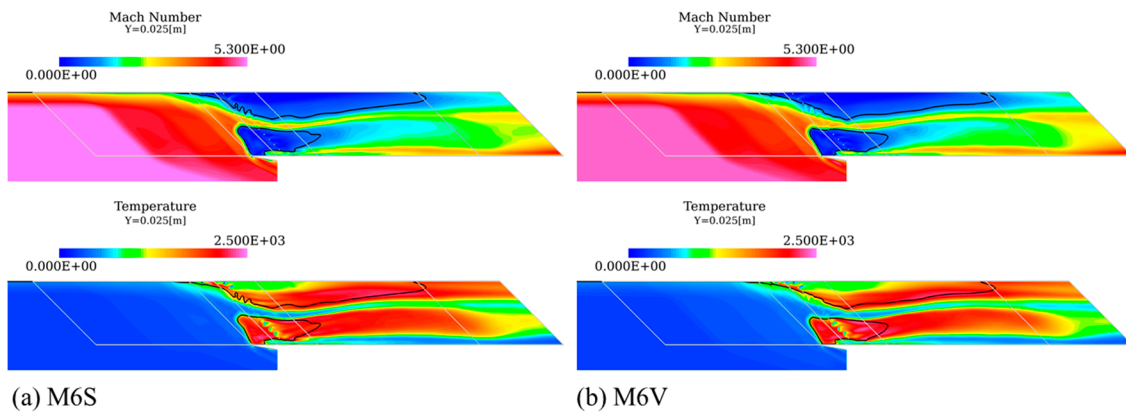 Mach Number
Y=0.025[m]
5.300E+00
0.000E+00
Mach Number
Y=0.025[m]
5.300E+00
0.000E+00
Temperature
Y=0.025[m]
2.500E+03
0.000E+00
Temperature
Y=0.025[m]
2.500E+03
0.000E+00
(a) M6S
(b) M6V